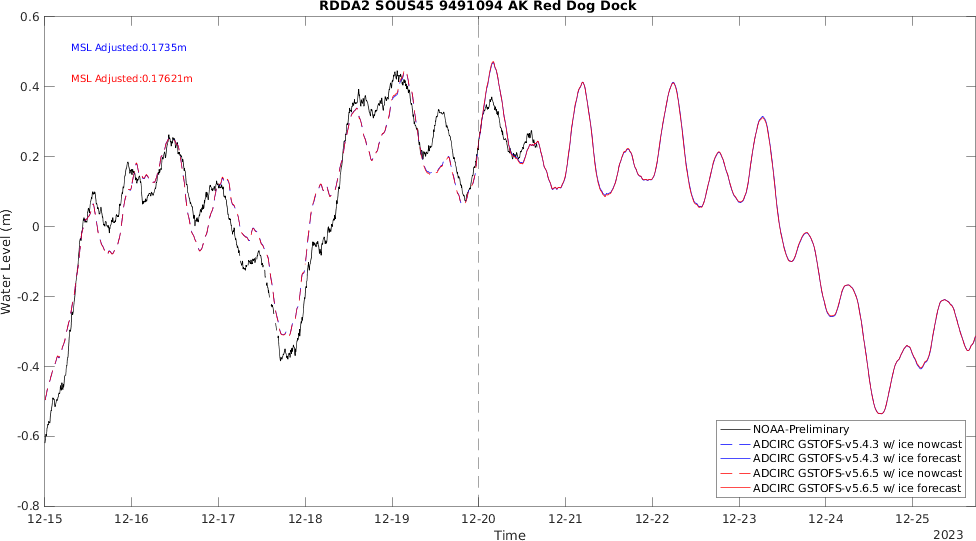 RDDA2 SOUS45 9491094 AK Red Dog Dock
0.6
0.4
0.2
0
-0.2
-0.4
-0.6
-0.8
Water Level (m)
MSL Adjusted:0.1735m
MSL Adjusted:0.17621m
NOAA-Preliminary
ADCIRC GSTOFS-v5.4.3 w/ ice nowcast
ADCIRC GSTOFS-v5.4.3 w/ ice forecast
ADCIRC GSTOFS-v5.6.5 w/ ice nowcast
ADCIRC GSTOFS-v5.6.5 w/ ice forecast
12-15 12-16 12-17 12-18 12-19 12-20 12-21 12-22 12-23 12-24 12-25
Time
2023